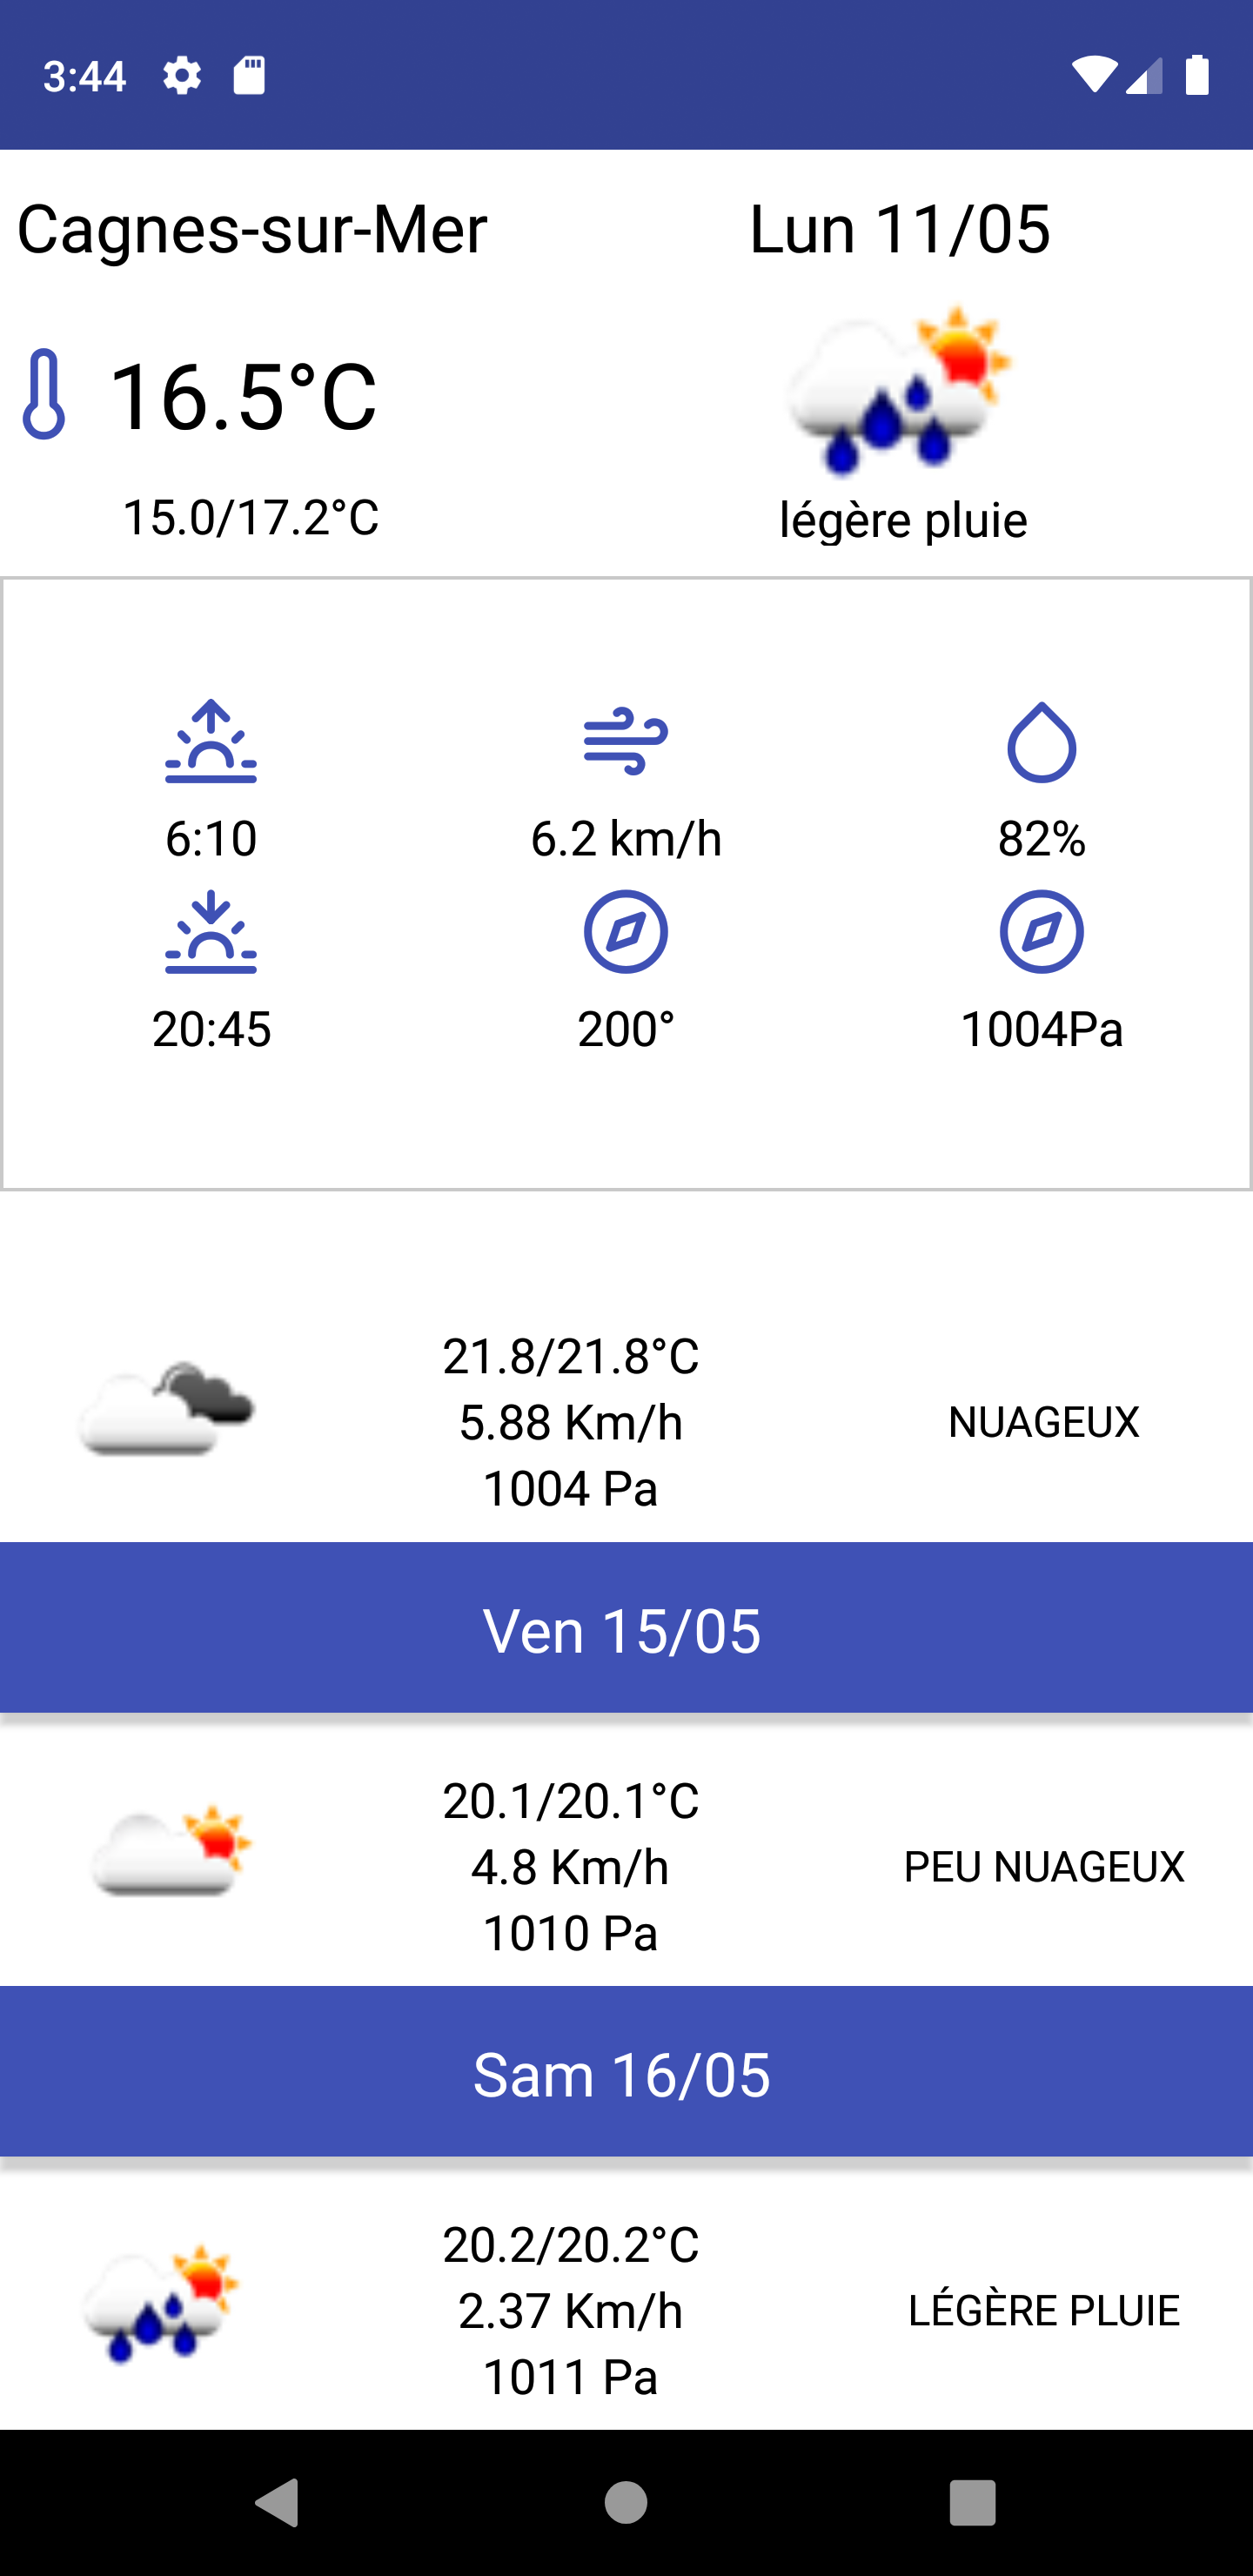 3:44
Cagnes-sur-Mer
Lun 11/05
16.5°C
15.0/17.2°C
légère pluie
6:10
6.2 km/h
82%
20:45
200°
1004Pa
21.8/21.8°C
5.88 Km/h
1004 Pa
NUAGEUX
Ven 15/05
20.1/20.1°C
4.8 Km/h
1010 Pa
PEU NUAGEUX
Sam 16/05
20.2/20.2°C
2.37 Km/h
1011 Pa
LÉGÈRE PLUIE